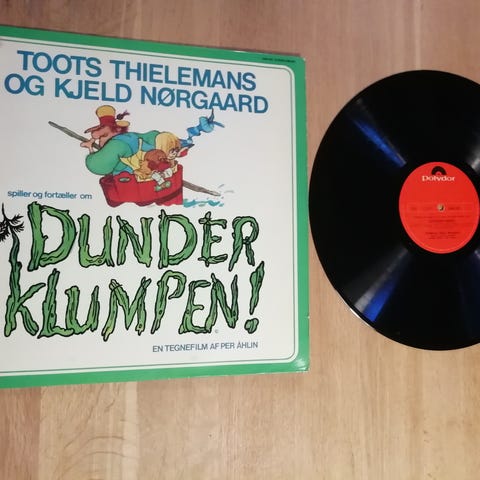 TOOTS THIELEMANS
OG KJELD NØRGAARD
spiller og fortæller om
DUNDER
KLUMPEN!
EN TEGNEFILM AF PER ÅHLIN
Polydor